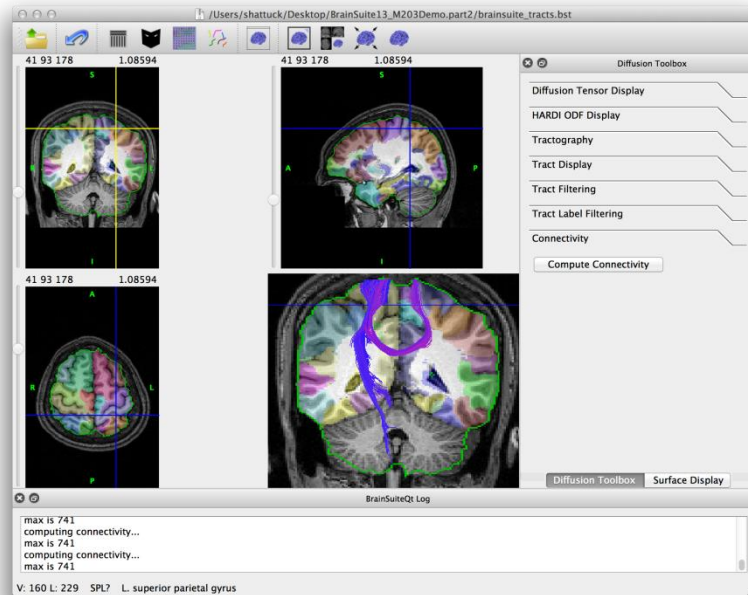 /Users/shattuck/Desktop/BrainSuite13_M203Demo.part2/brainsuite_tracts.bst
41 93 178 1.08594
S
R
I
41 93 178 1.08594
S
A P
I
41 93 178 1.08594
A
R L
P
Diffusion Toolbox
Diffusion Tensor Display
HARDI ODF Display
Tractography
Tract Display
Tract Filtering
Tract Label Filtering
Connectivity
Compute Connectivity
Diffusion Toolbox Surface Display
BrainSuiteQt Log
max is 741
computing connectivity...
max is 741
computing connectivity...
max is 741
V: 160 L: 229 SPL? L. superior parietal gyrus